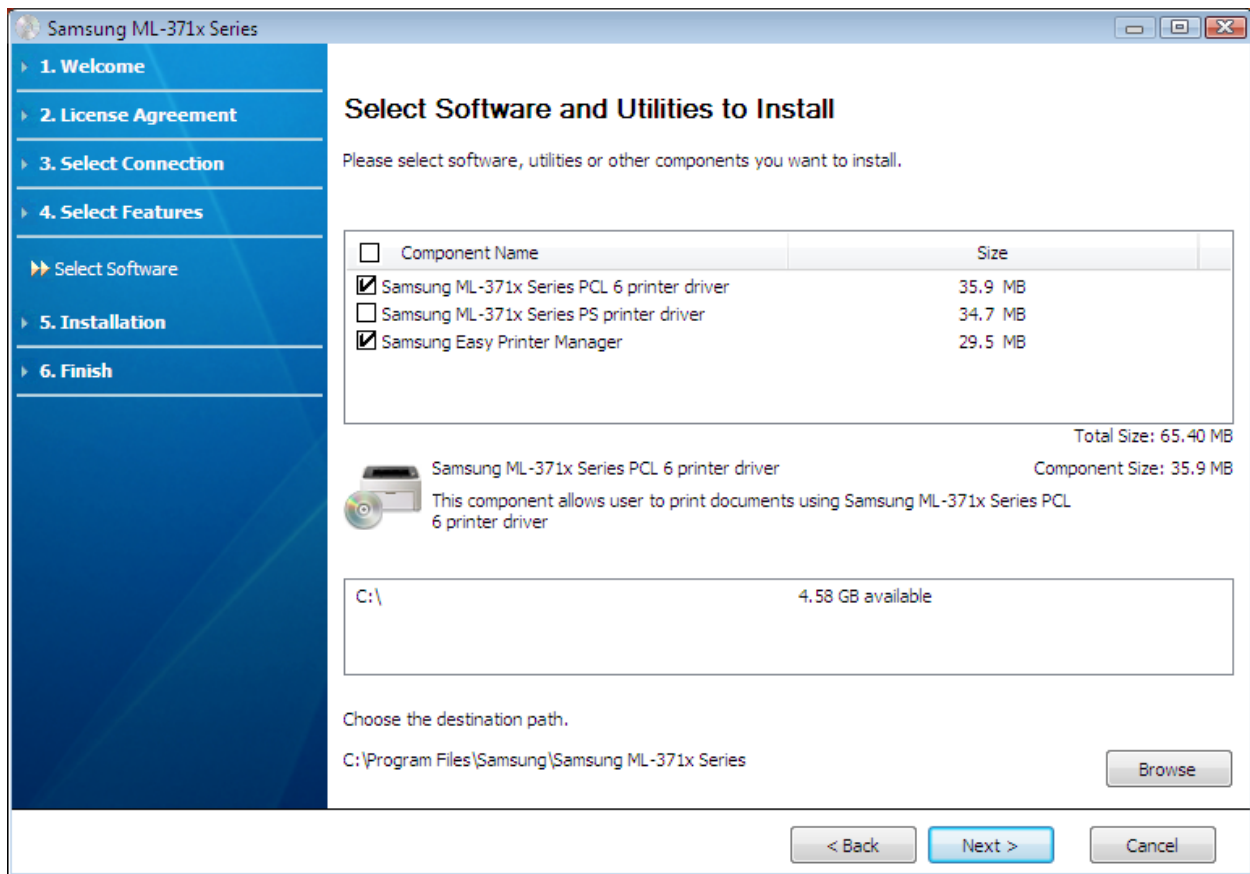 Samsung ML-371x Series
1. Welcome
2. License Agreement
3. Select Connection
4. Select Features
Select Software
5. Installation
6. Finish
Select Software and Utilities to Install
Please select software, utilities or other components you want to install.
Component Name Size
Samsung ML-371x Series PCL 6 printer driver 35.9 MB
Samsung ML-371x Series PS printer driver 34.7 MB
Samsung Easy Printer Manager 29.5 MB
Total Size: 65.40 MB
Samsung ML-371x Series PCL 6 printer driver Component Size: 35.9 MB
This component allows user to print documents using Samsung ML-371x Series PCL
6 printer driver
C:\ 4.58 GB available
Choose the destination path.
C:\Program Files\Samsung\Samsung ML-371x Series
Browse
< Back Next > Cancel